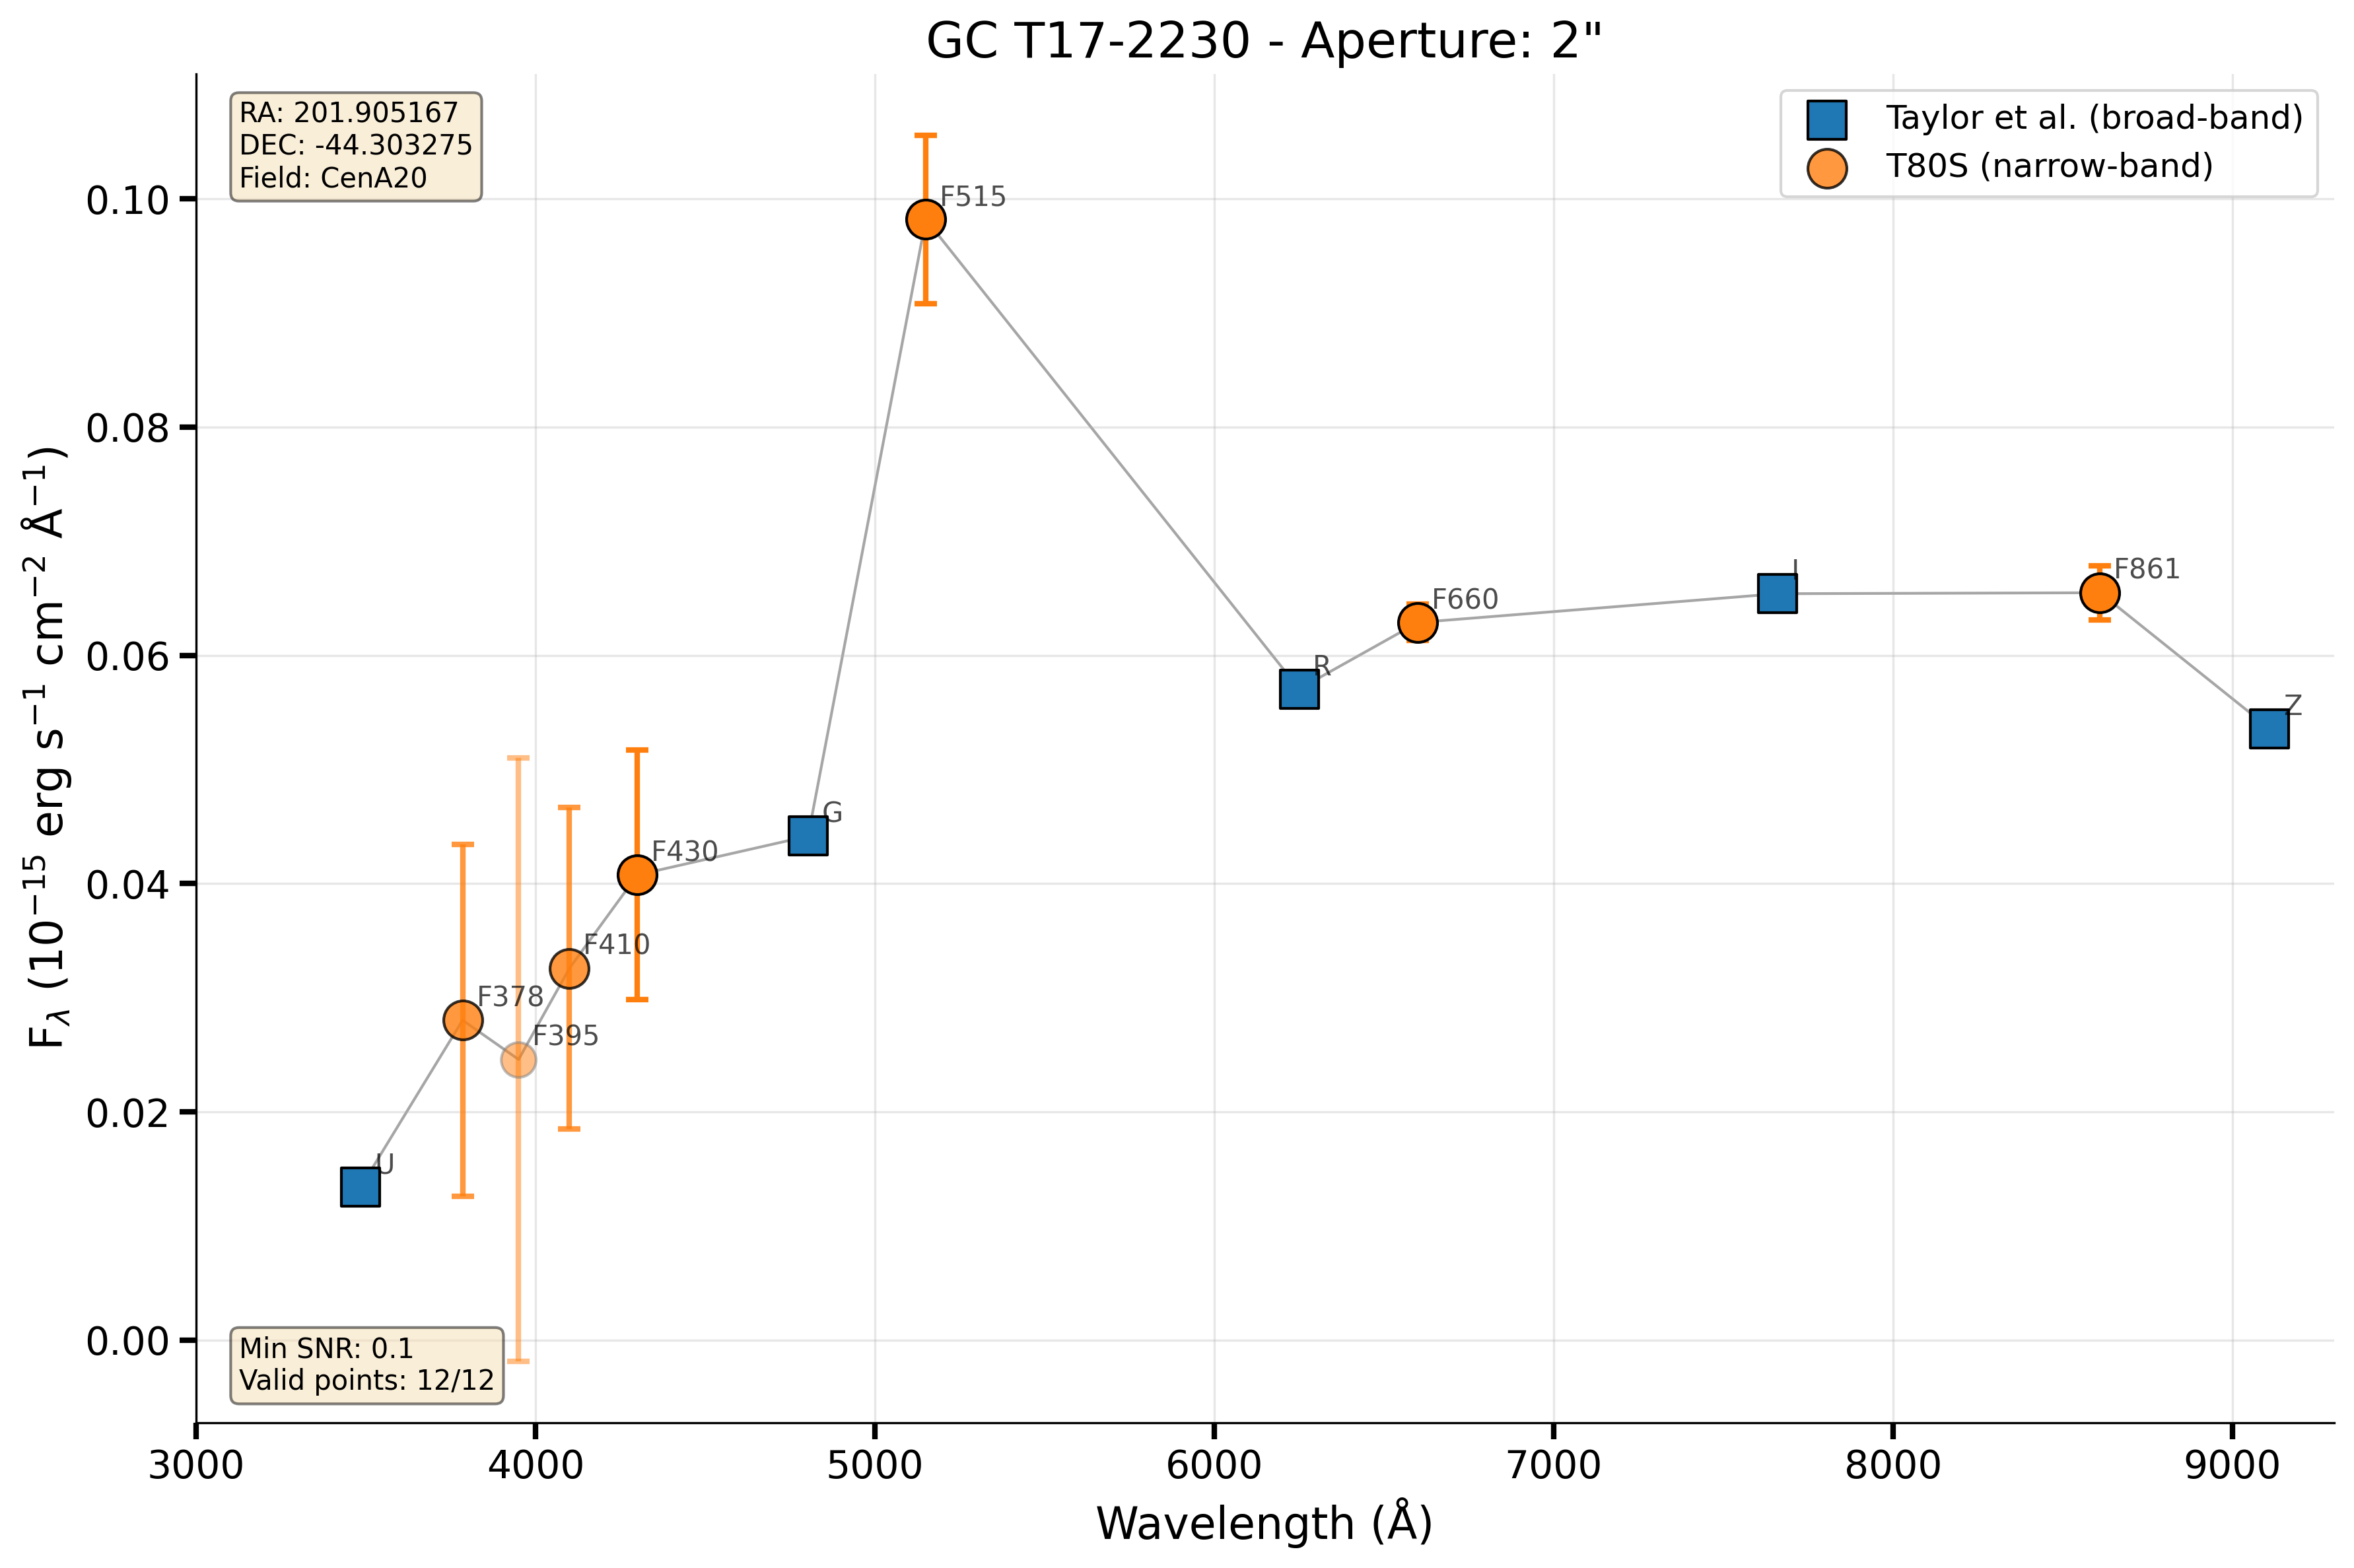 GC T17-2230 - Aperture: 2"
RA: 201.905167
DEC: -44.303275
Field: CenA20
Taylor et al. (broad-band)
T80S (narrow-band)
F515
F861
I
F660
R
Z
G
F430
F410
F378
F395
U
Min SNR: 0.1
Valid points: 12/12
0.10
0.08
0.06
0.04
0.02
0.00
F$_{\lambda}$ (10$^{-15}$ erg s$^{-1}$ cm$^{-2}$ Å$^{-1}$)
3000 4000 5000 6000 7000 8000 9000
Wavelength (Å)